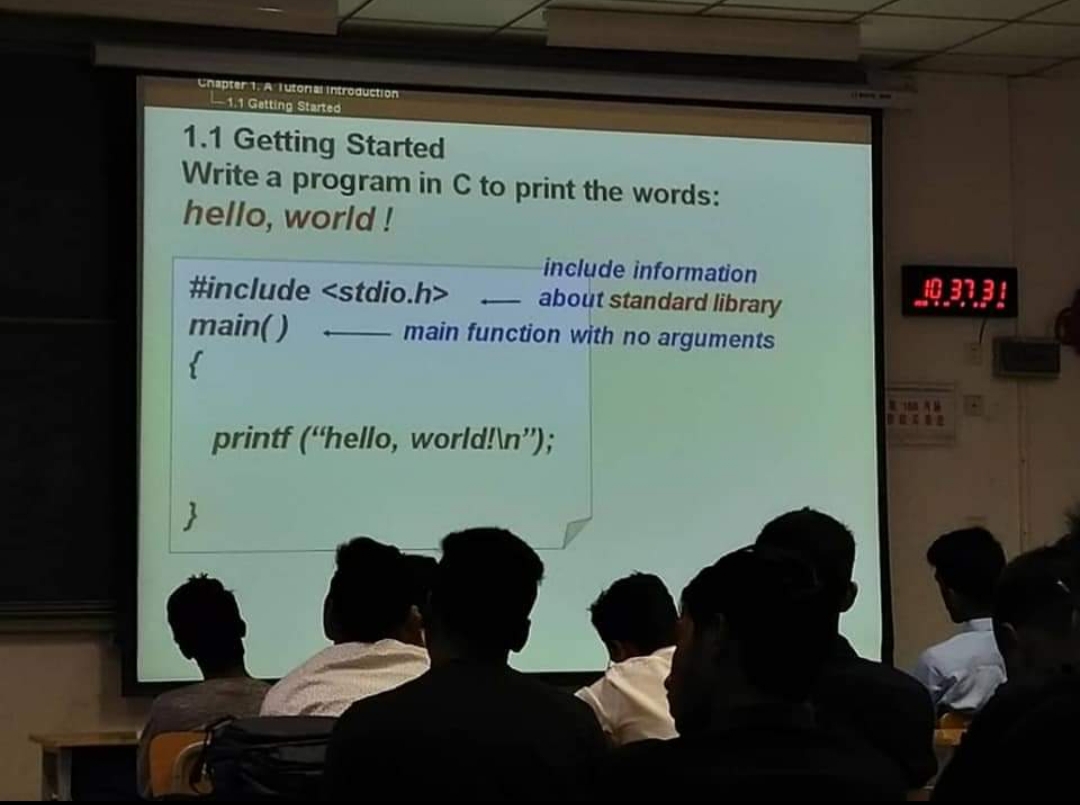 Chapter 1. A Tutorial Introduction
1.1 Getting Started
1.1 Getting Started
Write a program in C to print the words:
hello, world !
#include <stdio.h>
include information
about standard library
main( )
main function with no arguments
{
printf (“hello, world!\n”);
}
10.37.31